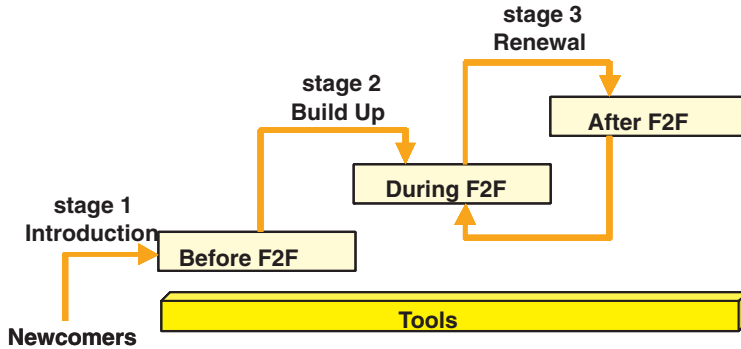 stage 3
Renewal
stage 2
Build Up
After F2F
During F2F
stage 1
Introduction
Before F2F
Tools
Newcomers